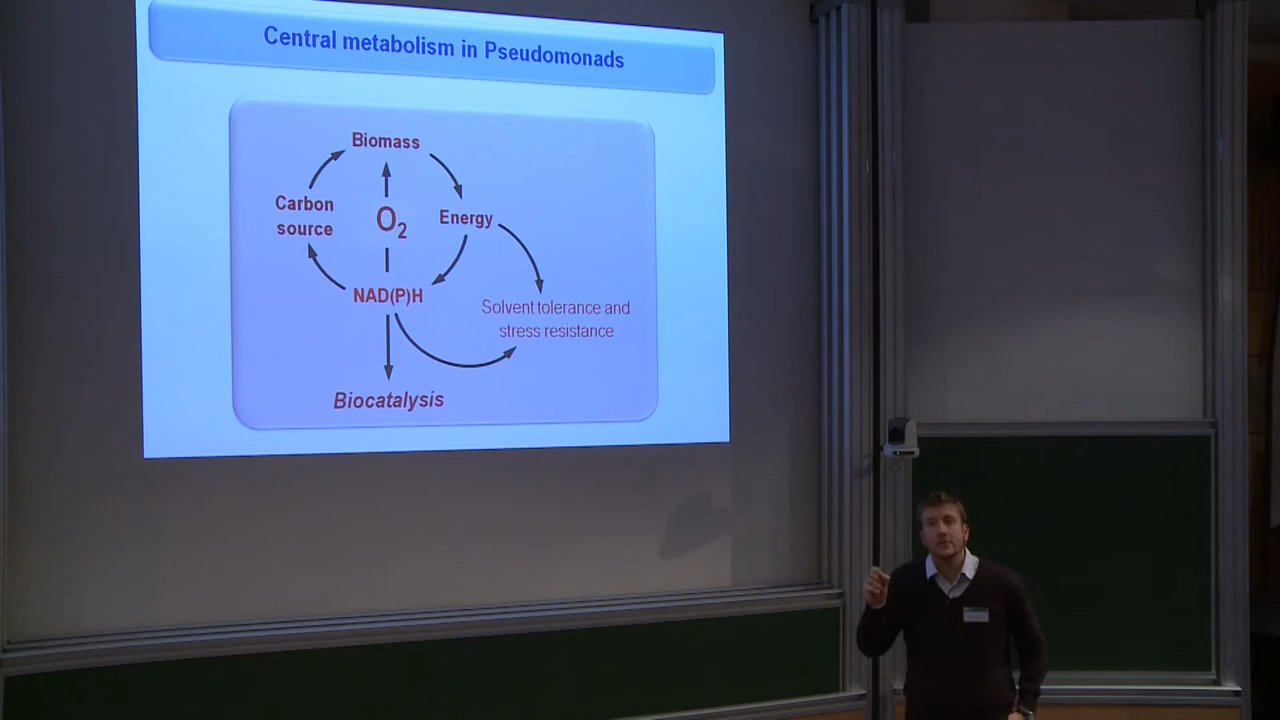 Central metabolism in Pseudomonads
Biomass
Carbon
source
O2
Energy
NAD(P)H
Solvent tolerance and
stress resistance
Biocatalysis